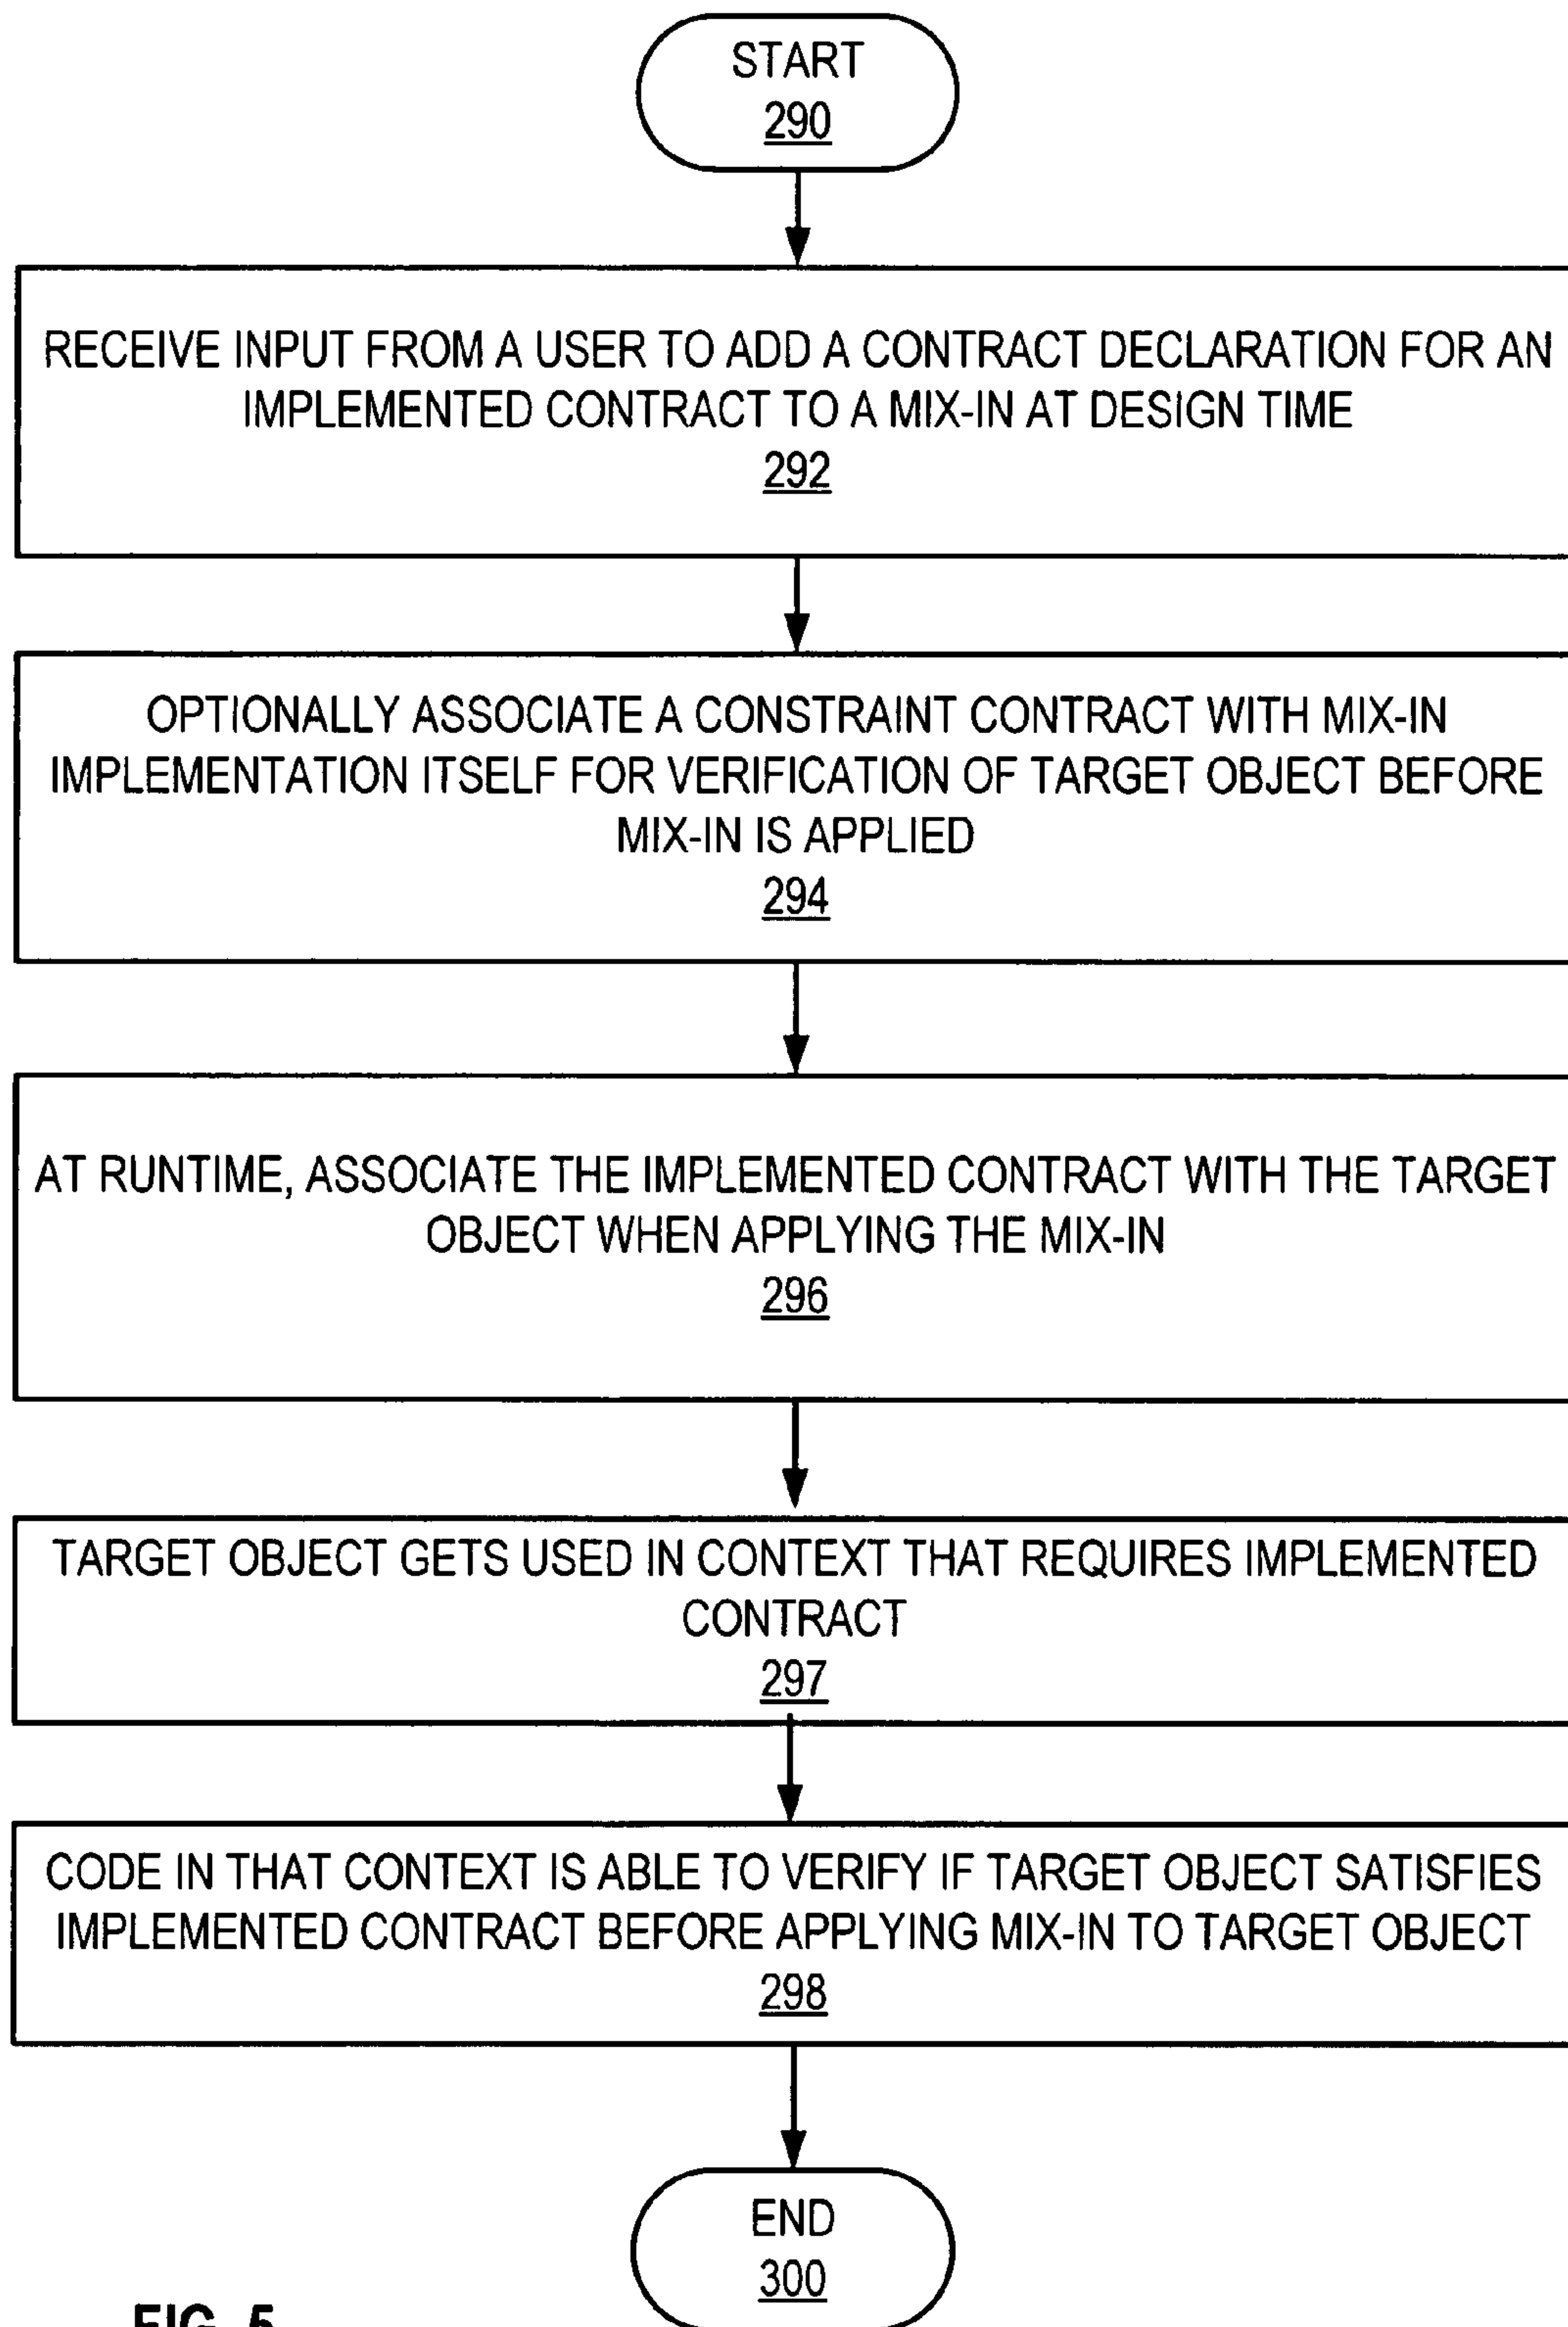 START
290
RECEIVE INPUT FROM A USER TO ADD A CONTRACT DECLARATION FOR AN
IMPLEMENTED CONTRACT TO A MIX-IN AT DESIGN TIME
292
OPTIONALLY ASSOCIATE A CONSTRAINT CONTRACT WITH MIX-IN
IMPLEMENTATION ITSELF FOR VERIFICATION OF TARGET OBJECT BEFORE
MIX-IN IS APPLIED
294
AT RUNTIME, ASSOCIATE THE IMPLEMENTED CONTRACT WITH THE TARGET
OBJECT WHEN APPLYING THE MIX-IN
296
TARGET OBJECT GETS USED IN CONTEXT THAT REQUIRES IMPLEMENTED
CONTRACT
297
CODE IN THAT CONTEXT IS ABLE TO VERIFY IF TARGET OBJECT SATISFIES
IMPLEMENTED CONTRACT BEFORE APPLYING MIX-IN TO TARGET OBJECT
298
END
300
FIG. 5